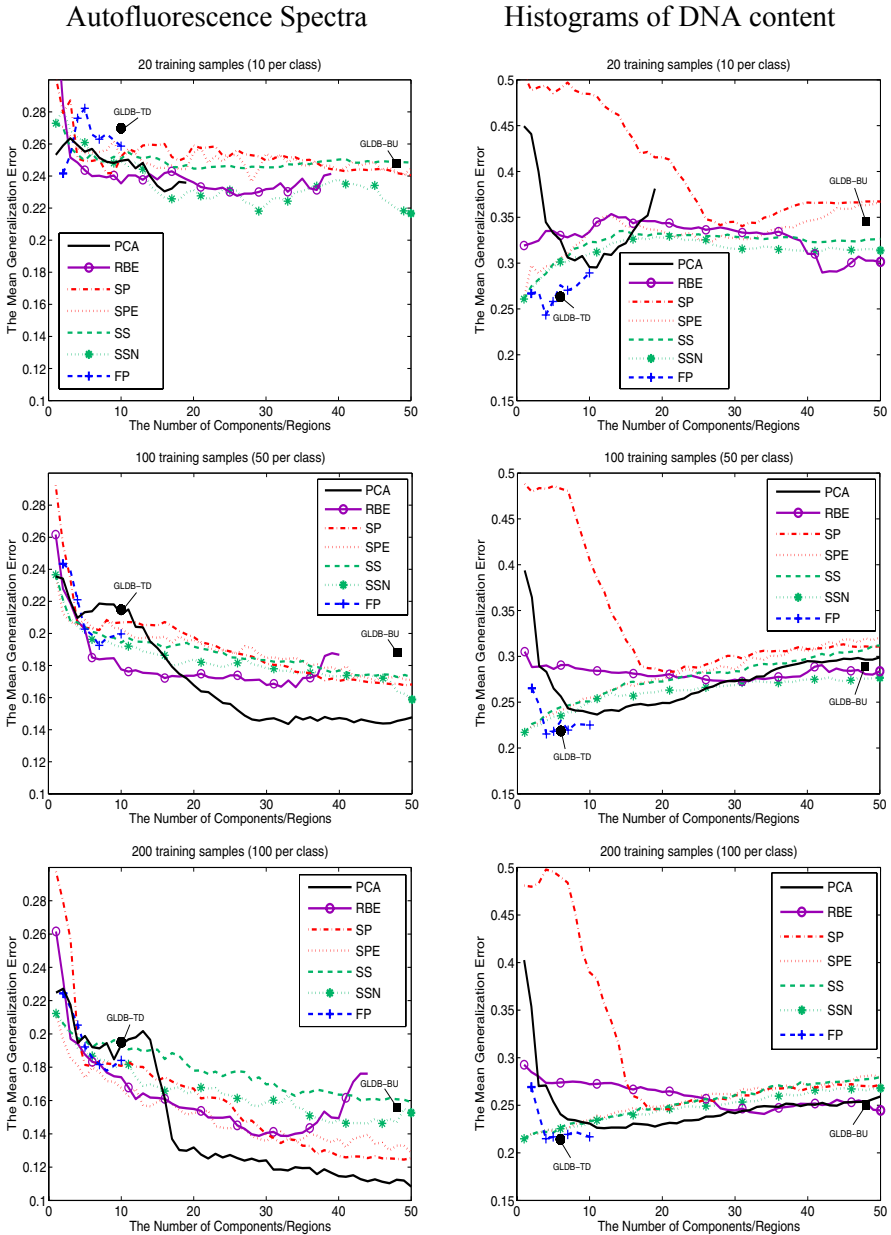 Autofluorescence Spectra
Histograms of DNA content
20 training samples (10 per class)
The Mean Generalization Error
0.28
0.26
0.24
0.22
0.2
0.18
0.16
0.14
0.12
0.1
GLDB-TD
GLDB-BU
PCA
RBE
SP
SPE
SS
SSN
FP
0 10 20 30 40 50
The Number of Components/Regions
20 training samples (10 per class)
The Mean Generalization Error
0.5
0.45
0.4
0.35
0.3
0.25
0.2
0.15
GLDB-BU
GLDB-TD
PCA
RBE
SP
SPE
SS
SSN
FP
0 10 20 30 40 50
The Number of Components/Regions
100 training samples (50 per class)
The Mean Generalization Error
0.28
0.26
0.24
0.22
0.2
0.18
0.16
0.14
0.12
0.1
PCA
RBE
SP
SPE
SS
SSN
FP
GLDB-TD
GLDB-BU
0 10 20 30 40 50
The Number of Components/Regions
100 training samples (50 per class)
The Mean Generalization Error
0.5
0.45
0.4
0.35
0.3
0.25
0.2
0.15
PCA
RBE
SP
SPE
SS
SSN
FP
GLDB-TD
GLDB-BU
0 10 20 30 40 50
The Number of Components/Regions
200 training samples (100 per class)
The Mean Generalization Error
0.28
0.26
0.24
0.22
0.2
0.18
0.16
0.14
0.12
0.1
PCA
RBE
SP
SPE
SS
SSN
FP
GLDB-TD
GLDB-BU
0 10 20 30 40 50
The Number of Components/Regions
200 training samples (100 per class)
The Mean Generalization Error
0.5
0.45
0.4
0.35
0.3
0.25
0.2
0.15
PCA
RBE
SP
SPE
SS
SSN
FP
GLDB-TD
GLDB-BU
0 10 20 30 40 50
The Number of Components/Regions